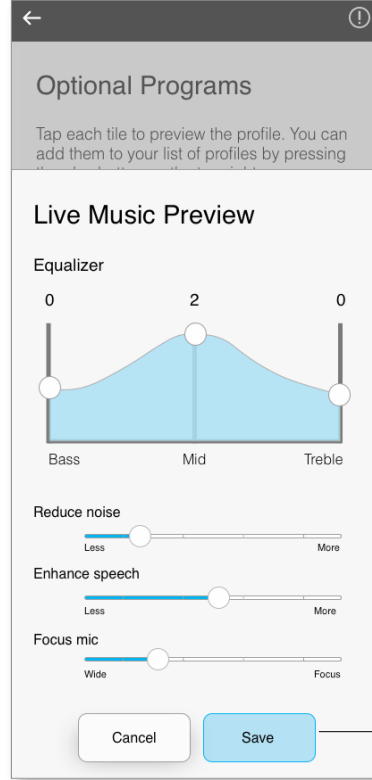 Optional Programs
Tap each tile to preview the profile. You can
add them to your list of profiles by pressing
Live Music Preview
Equalizer
0 2 0
Bass Mid Treble
Reduce noise
Less More
Enhance speech
Less More
Focus mic
Wide Focus
Cancel Save